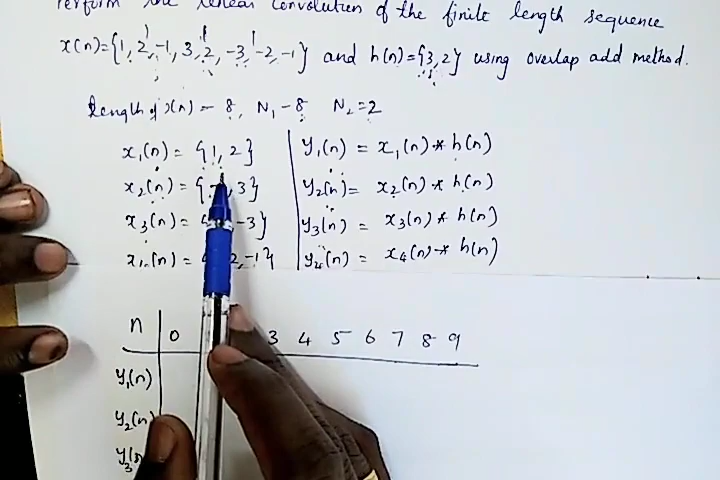 Perform the linear convolution of the finite length sequence
x(n)={1, 2, -1, 3, 2, -3, -2, -1} and h(n)={3, 2} using overlap add method.
Length of x(n) - 8, N₁ - 8 N₂ = 2
x₁(n) = {1, 2} y₁(n) = x₁(n) * h(n)
x₂(n) = { , 3} y₂(n) = x₂(n) * h(n)
x₃(n) = -3} y₃(n) = x₃(n) * h(n)
(n) = 2, -1} y₄(n) = x₄(n) * h(n)
n 0 3 4 5 6 7 8 9
y₁(n)
y₂(n)